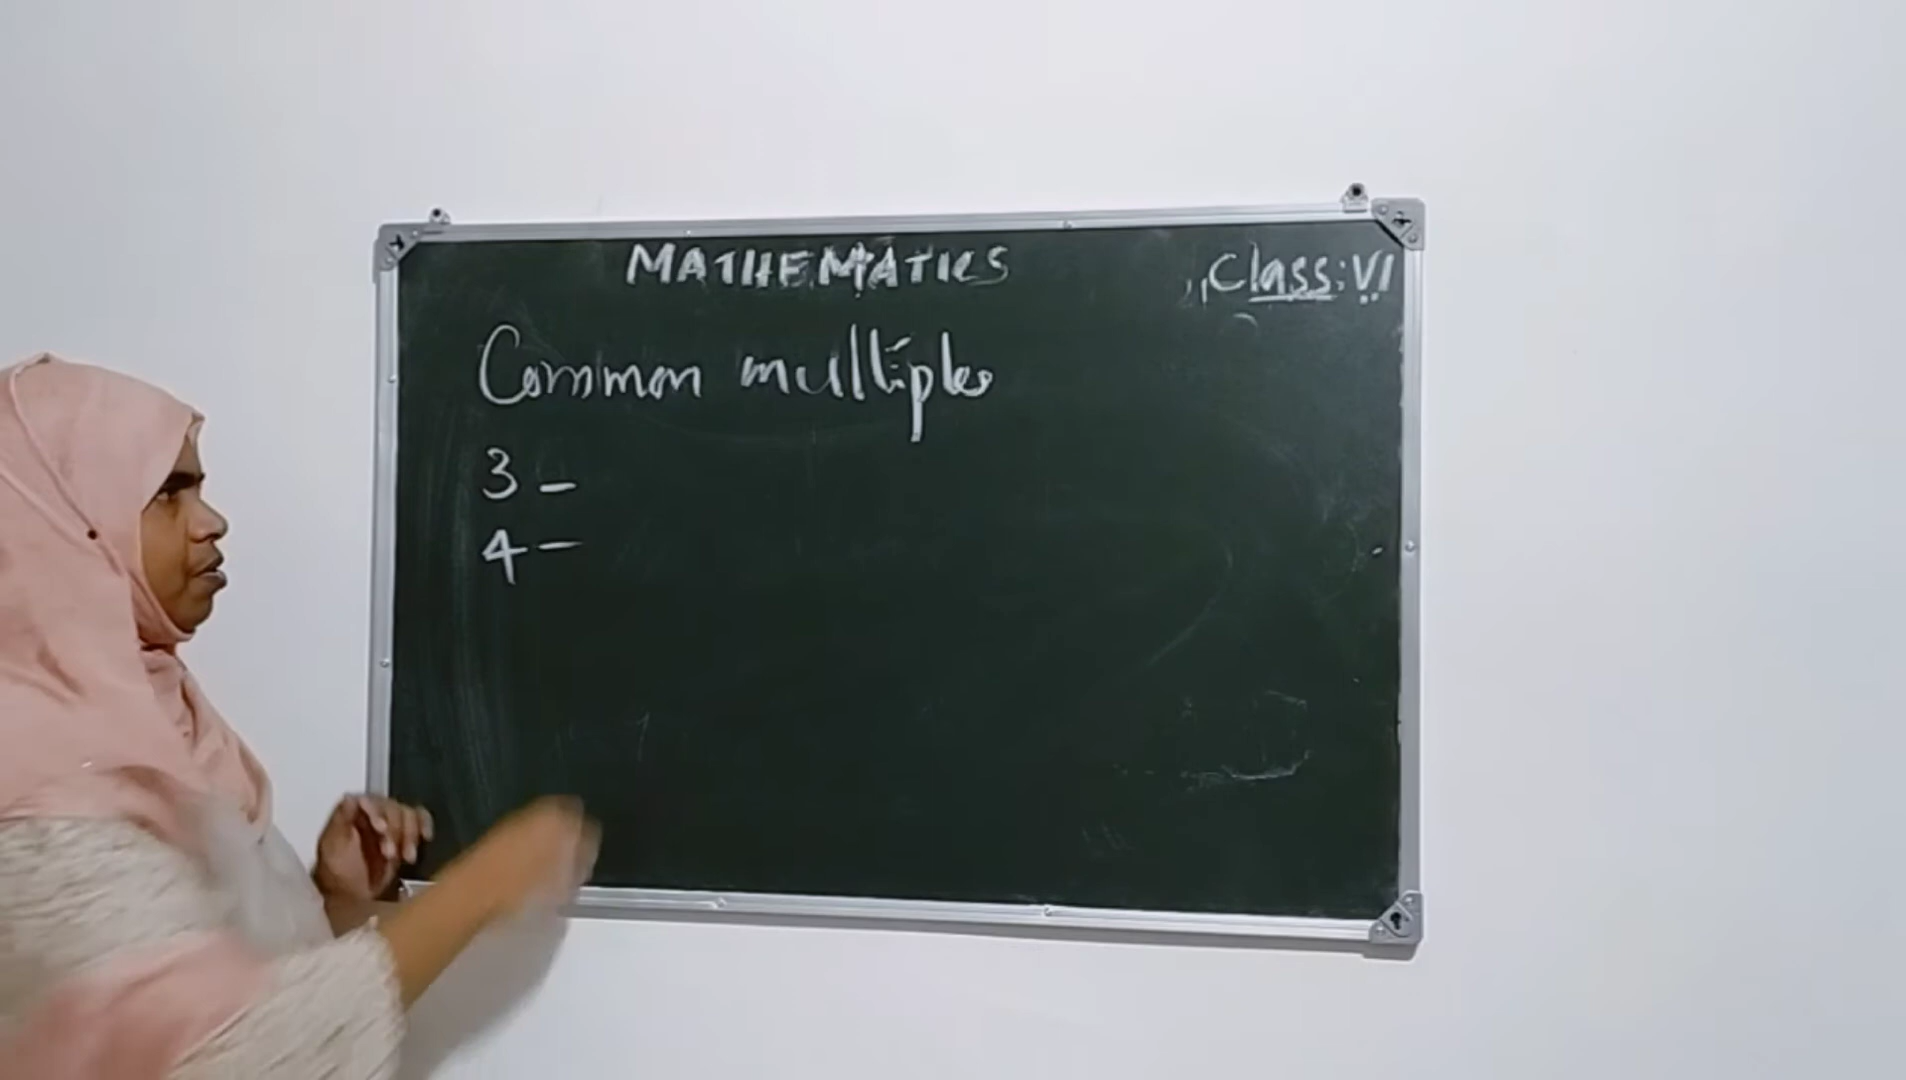 MATHEMATICS
Class: VI
Common multiples
3 -
4 -